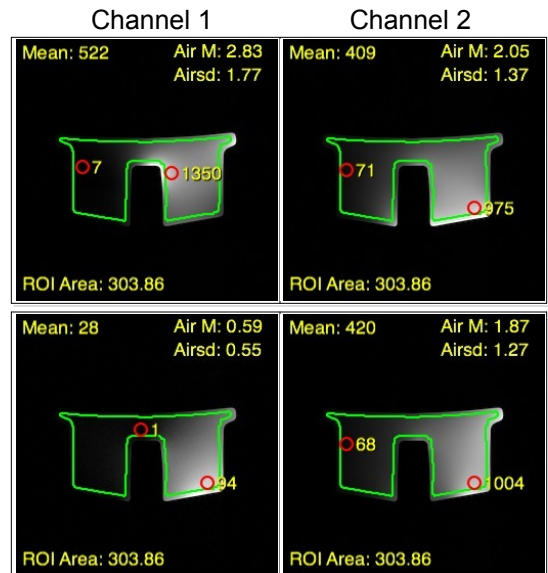 Channel 1 Channel 2
Mean: 522 Air M: 2.83 Mean: 409 Air M: 2.05
Airsd: 1.77 Airsd: 1.37
7 1350 71 975
ROI Area: 303.86 ROI Area: 303.86
Mean: 28 Air M: 0.59 Mean: 420 Air M: 1.87
Airsd: 0.55 Airsd: 1.27
1 94 68 1004
ROI Area: 303.86 ROI Area: 303.86